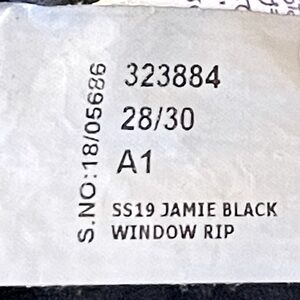 S.NO:18/05686
323884
28/30
A1
SS19 JAMIE BLACK
WINDOW RIP